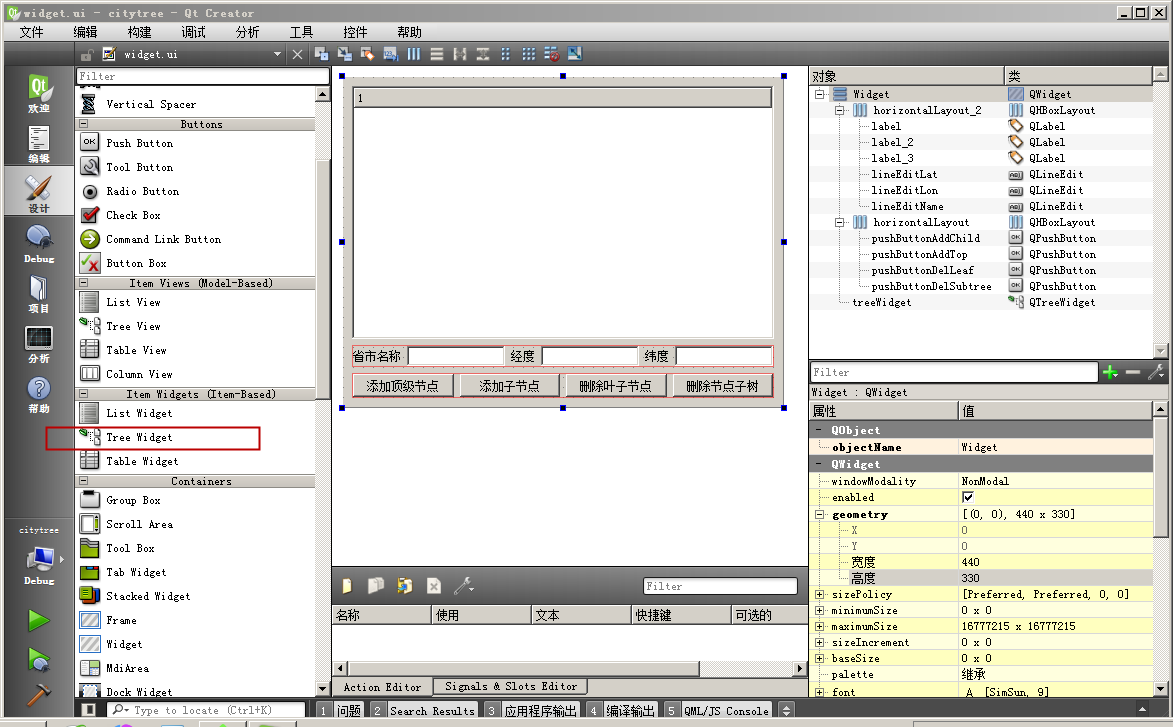 widget.ui - citytree - Qt Creator
文件 编辑 构建 调试 分析 工具 控件 帮助
widget.ui
Qt
欢迎
编辑
设计
Debug
项目
分析
帮助
citytree
Debug
Filter
Vertical Spacer
Buttons
OK Push Button
Tool Button
Radio Button
Check Box
Command Link Button
Button Box
Item Views (Model-Based)
List View
Tree View
Table View
Column View
Item Widgets (Item-Based)
List Widget
Tree Widget
Table Widget
Containers
Group Box
Scroll Area
Tool Box
Tab Widget
Stacked Widget
Frame
Widget
MdiArea
Dock Widget
1
省市名称 经度 纬度
添加顶级节点 添加子节点 删除叶子节点 删除节点子树
Filter
名称 使用 文本 快捷键 可选的
Action Editor Signals & Slots Editor
对象 类
Widget QWidget
horizontalLayout_2 QHBoxLayout
label QLabel
label_2 QLabel
label_3 QLabel
lineEditLat QLineEdit
lineEditLon QLineEdit
lineEditName QLineEdit
horizontalLayout QHBoxLayout
pushButtonAddChild OK QPushButton
pushButtonAddTop OK QPushButton
pushButtonDelLeaf OK QPushButton
pushButtonDelSubtree OK QPushButton
treeWidget QTreeWidget
Filter
Widget : QWidget
属性 值
QObject
objectName Widget
QWidget
windowModality NonModal
enabled
geometry [(0, 0), 440 x 330]
X 0
Y 0
宽度 440
高度 330
sizePolicy [Preferred, Preferred, 0, 0]
minimumSize 0 x 0
maximumSize 16777215 x 16777215
sizeIncrement 0 x 0
baseSize 0 x 0
palette 继承
font A [SimSun, 9]
Type to locate (Ctrl+K) 1 问题 2 Search Results 3 应用程序输出 4 编译输出 5 QML/JS Console